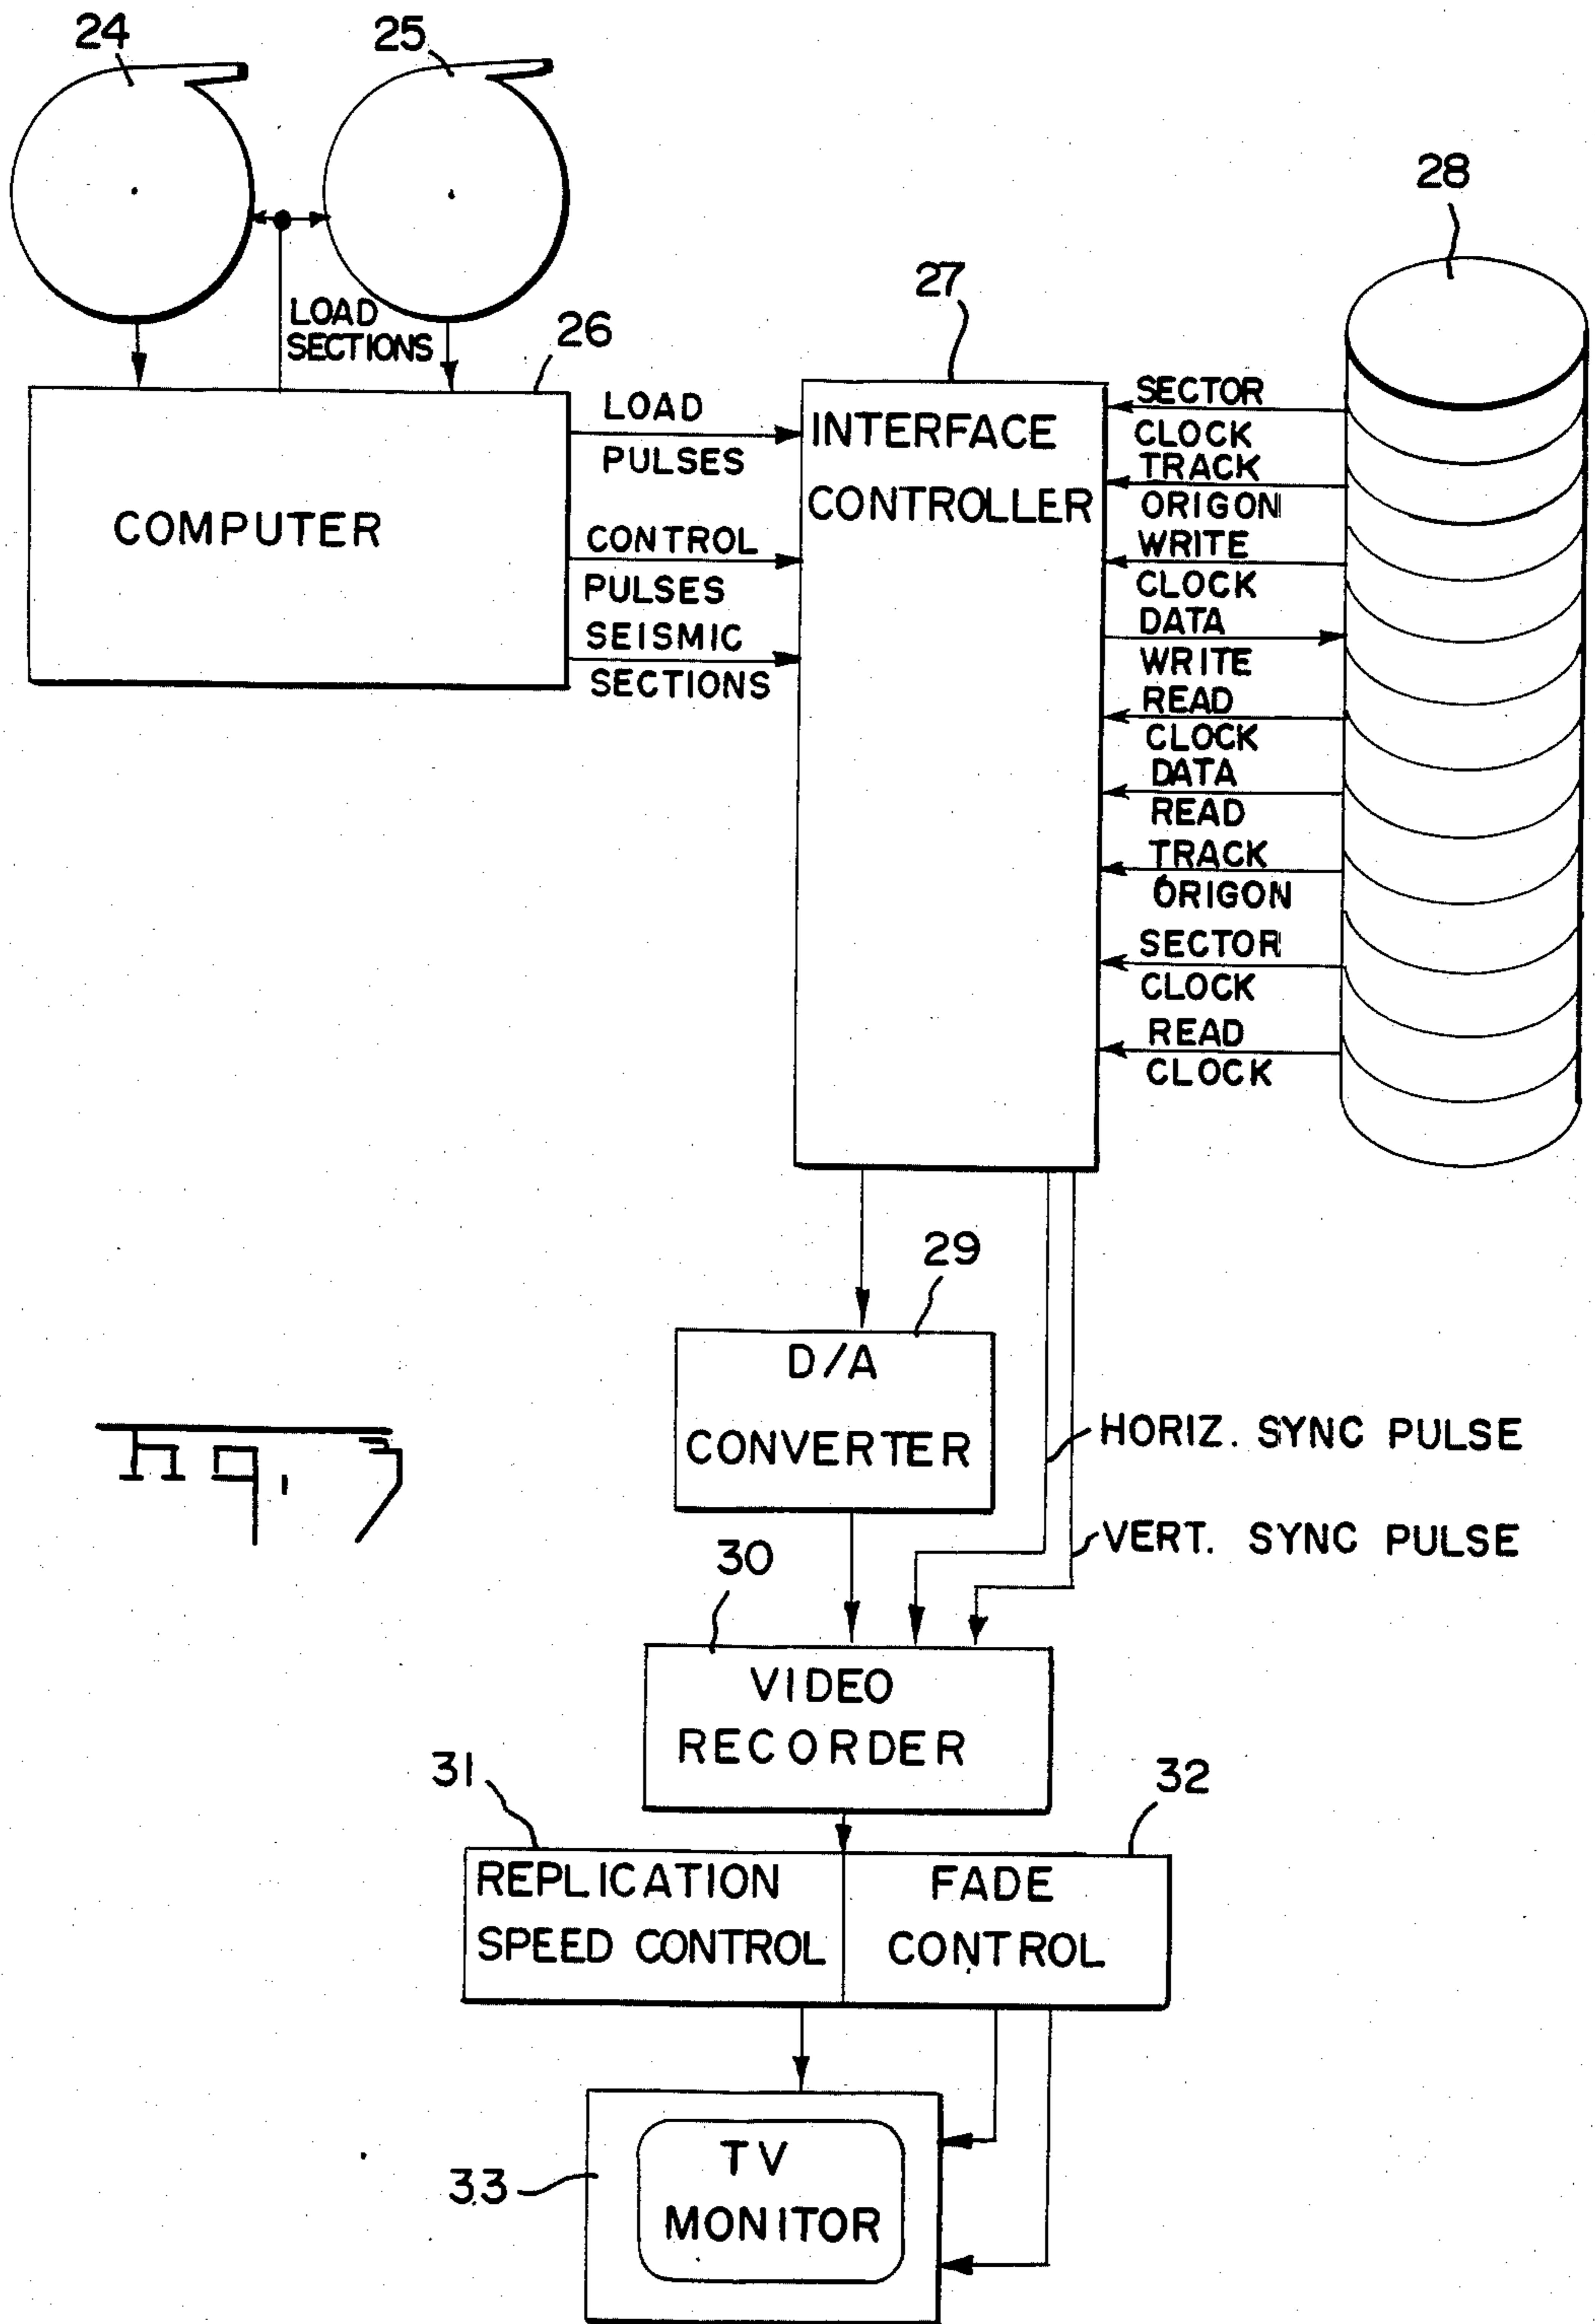 24
25
28
LOAD
SECTIONS
26
27
COMPUTER
LOAD
PULSES
CONTROL
PULSES
SEISMIC
SECTIONS
INTERFACE
CONTROLLER
SECTOR
CLOCK
TRACK
ORIGON
WRITE
CLOCK
DATA
WRITE
READ
CLOCK
DATA
READ
TRACK
ORIGON
SECTOR
CLOCK
READ
CLOCK
29
D/A
CONVERTER
HORIZ. SYNC PULSE
VERT. SYNC PULSE
30
VIDEO
RECORDER
31
32
REPLICATION
SPEED CONTROL
FADE
CONTROL
33
TV
MONITOR